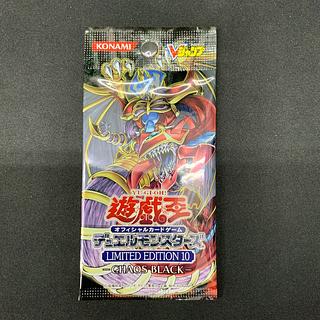 KONAMI
Vジャンプ
YU-GI-OH!
遊戯王
オフィシャルカードゲーム
デュエルモンスターズ
LIMITED EDITION 10
－CHAOS BLACK－